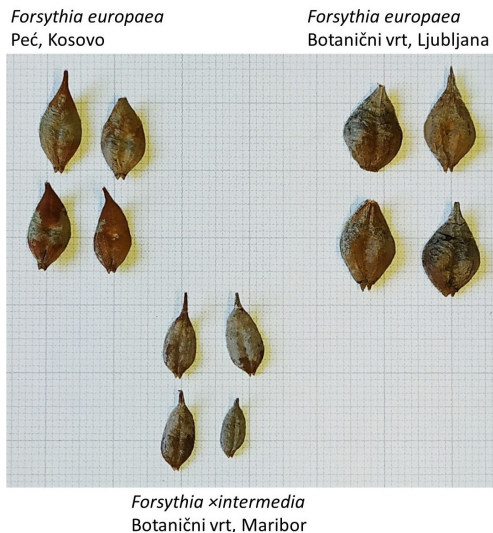 Forsythia europaea
Peć, Kosovo
Forsythia europaea
Botanični vrt, Ljubljana
Forsythia ×intermedia
Botanični vrt, Maribor